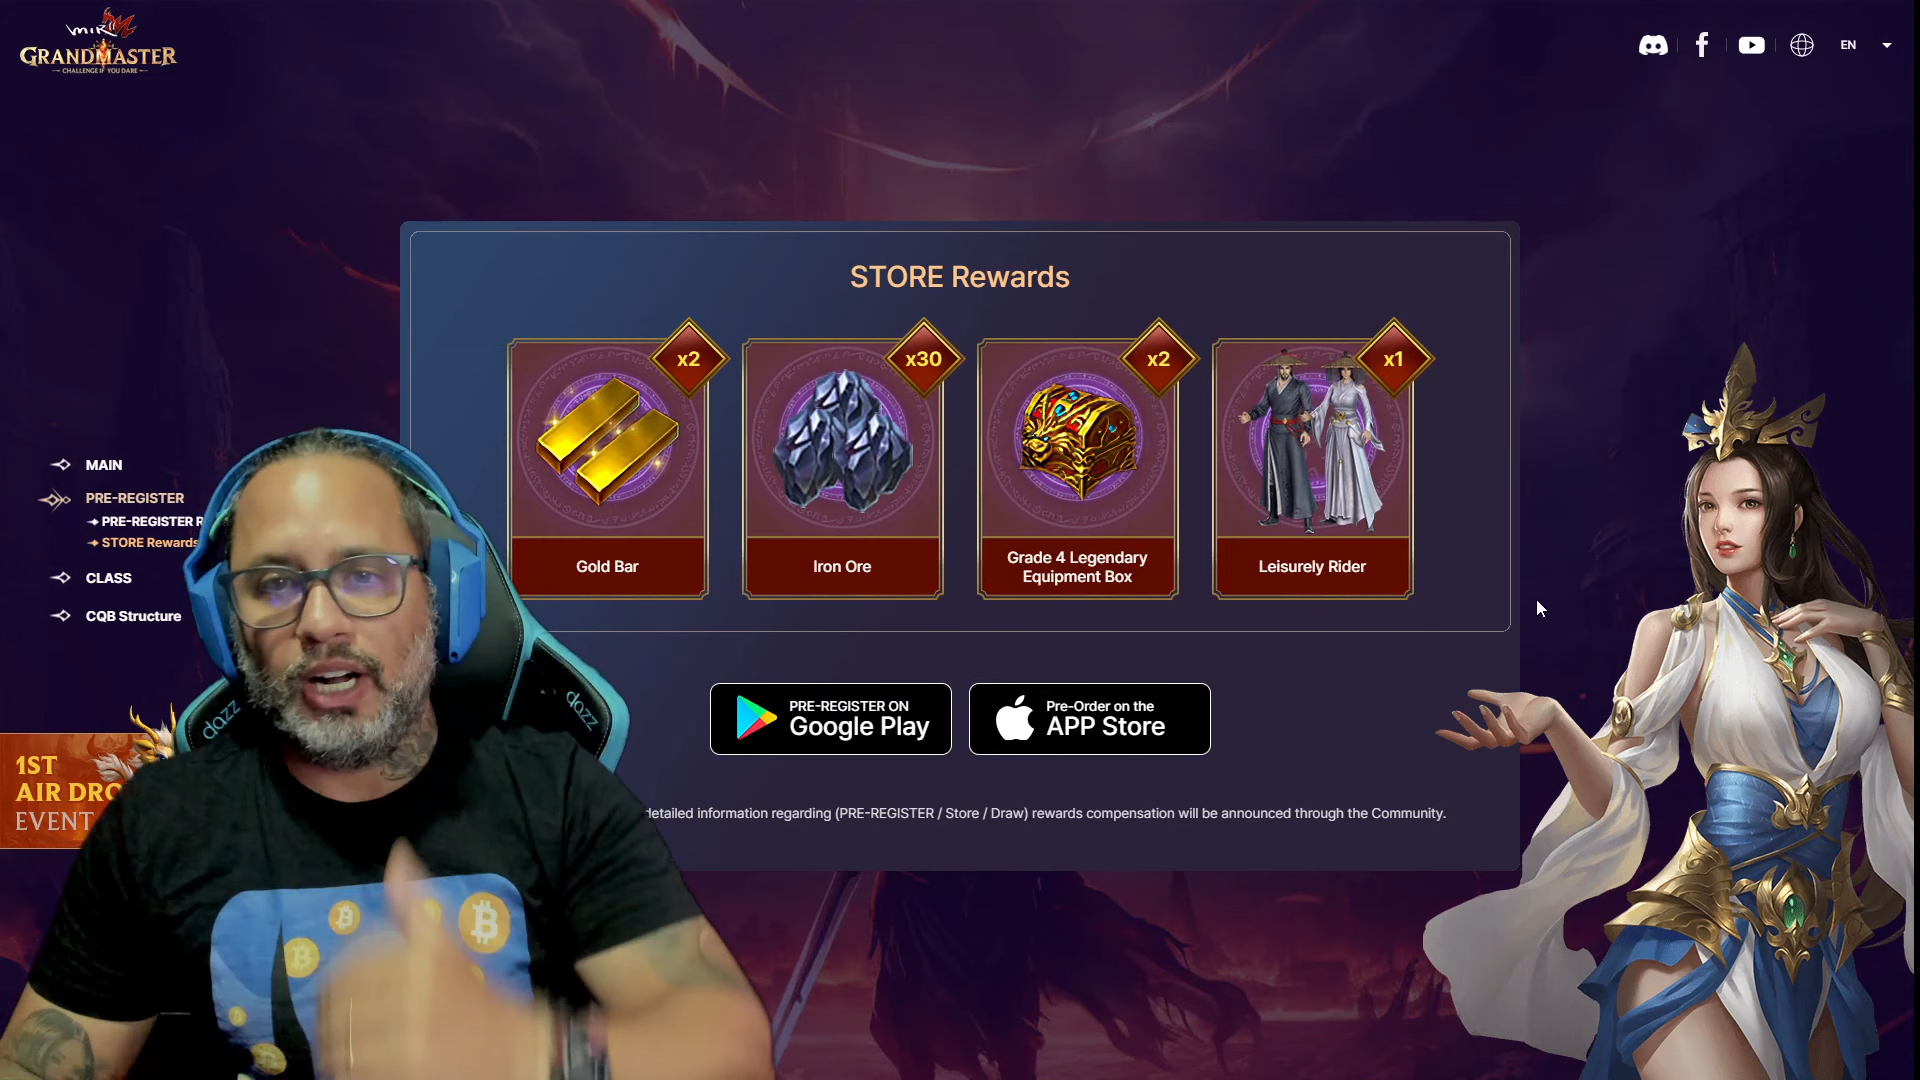 MIR M
GRANDMASTER
CHALLENGE IF YOU DARE
EN
STORE Rewards
x2
x30
x2
x1
Gold Bar
Iron Ore
Grade 4 Legendary
Equipment Box
Leisurely Rider
MAIN
PRE-REGISTER
PRE-REGISTER R
STORE Rewards
CLASS
CQB Structure
PRE-REGISTER ON
Google Play
Pre-Order on the
APP Store
1ST
AIR DRO
EVENT
detailed information regarding (PRE-REGISTER / Store / Draw) rewards compensation will be announced through the Community.
dazz
dazz